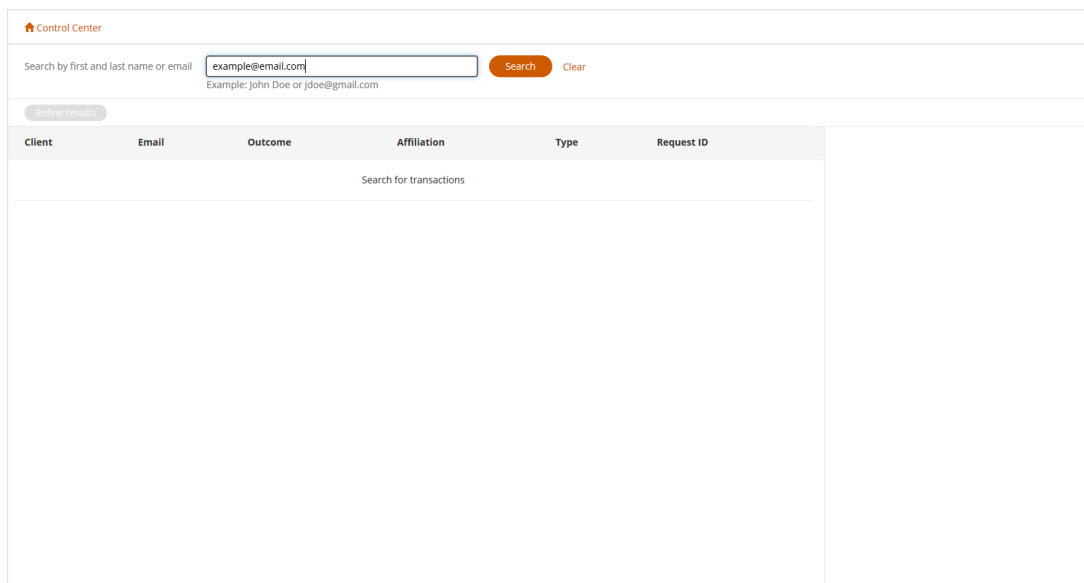 Control Center
Search by first and last name or email example@email.com Search Clear
Example: John Doe or jdoe@gmail.com
Refine results
Client Email Outcome Affiliation Type Request ID
Search for transactions